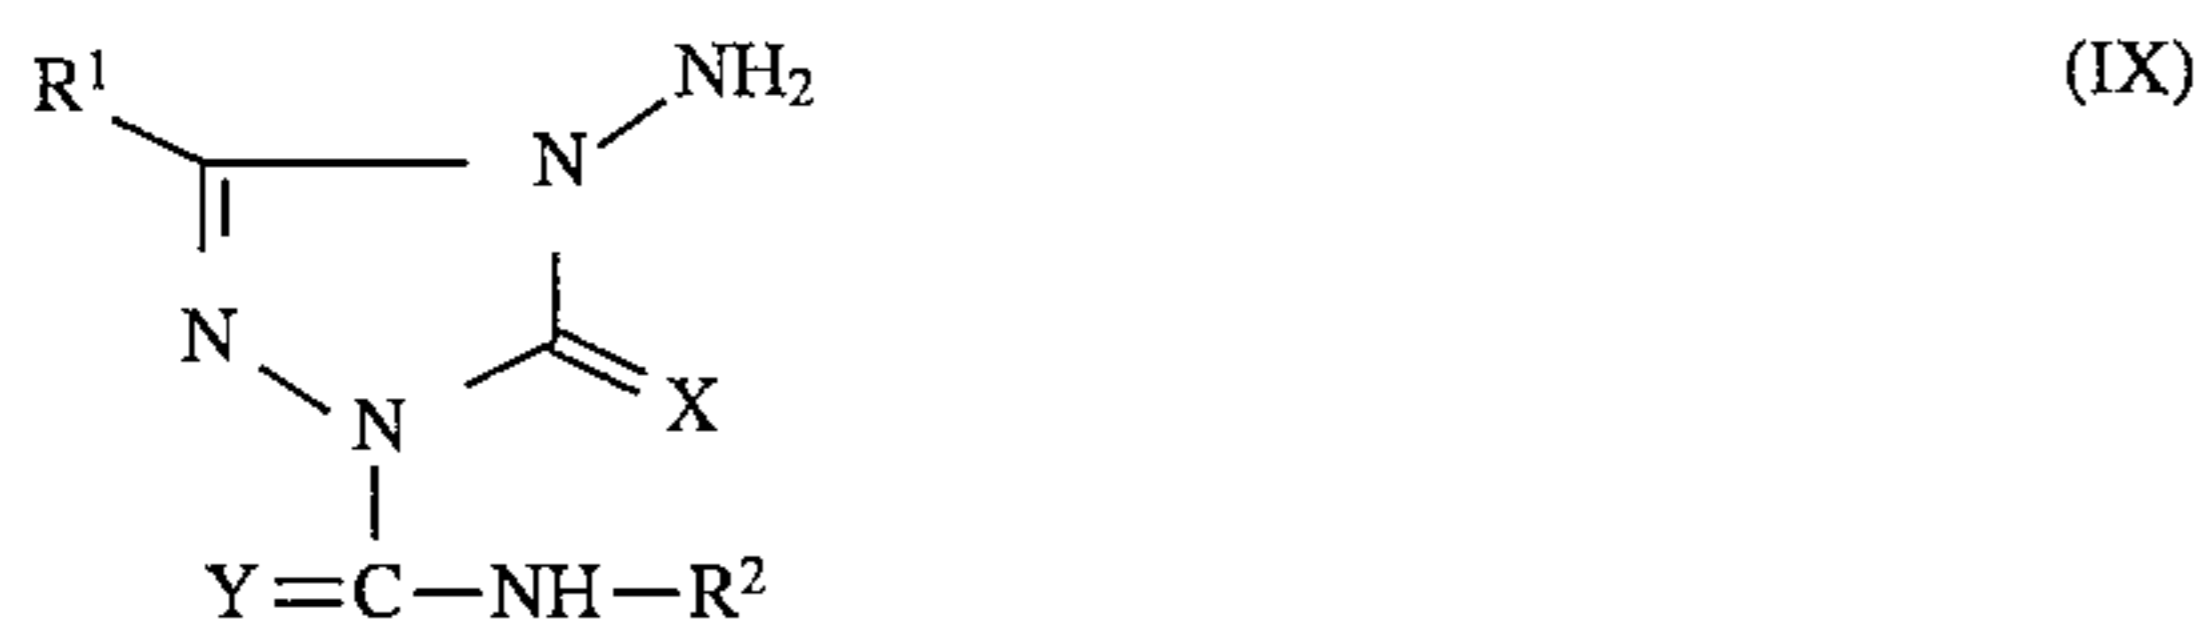 R¹ NH₂ (IX)
N
N
X
N
Y=C—NH—R²